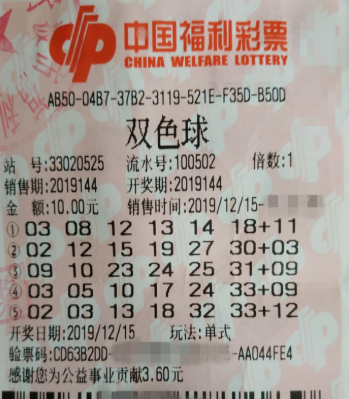 中国福利彩票
CHINA WELFARE LOTTERY
AB50-04B7-37B2-3119-521E-F35D-B50D
双色球
站 号:33020525 流水号:100502 倍数:1
销售期:2019144 开奖期:2019144
金 额:10.00元 销售时间:2019/12/15-
① 03 08 12 13 14 18+11
② 02 12 15 19 27 30+03
③ 09 10 23 24 25 31+09
④ 03 05 10 17 24 33+09
⑤ 02 03 13 18 32 33+12
开奖日期:2019/12/15 玩法:单式
验票码:CD63B2DD- -AA044FE4
感谢您为公益事业贡献3.60元